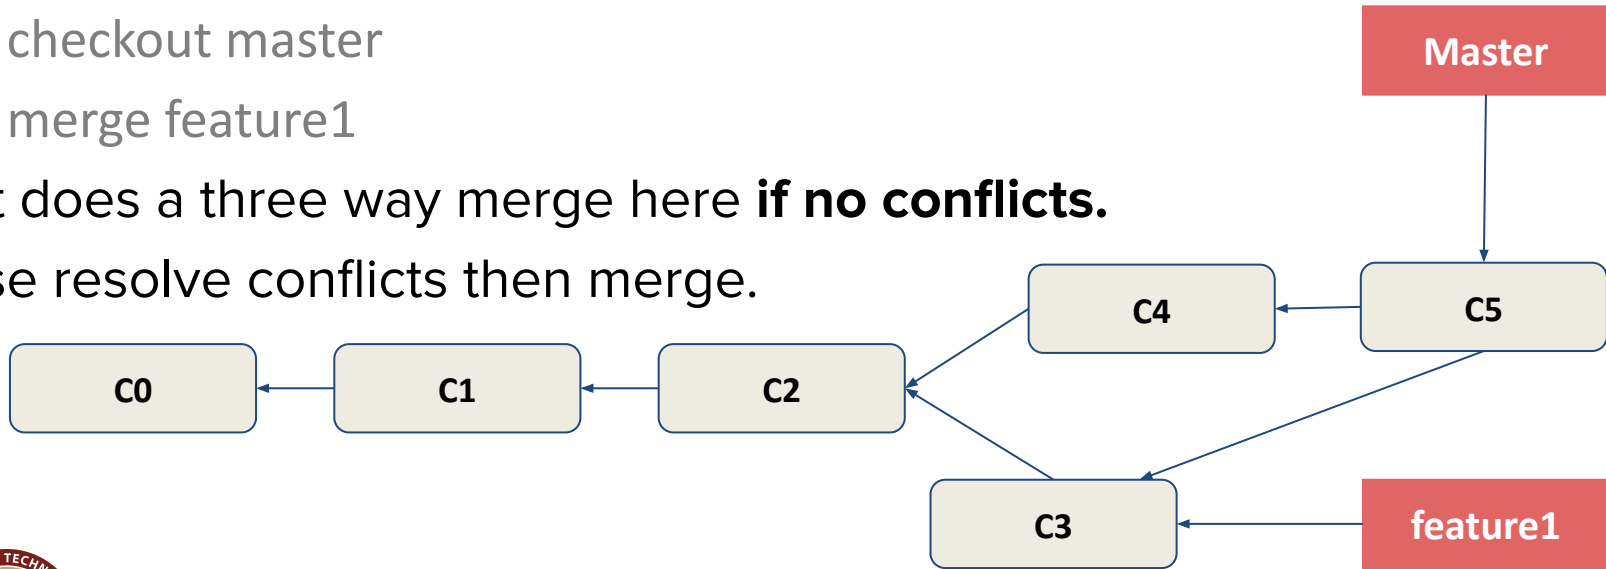 checkout master
merge feature1
t does a three way merge here if no conflicts.
se resolve conflicts then merge.
Master
C4
C5
C0
C1
C2
C3
feature1
TECHN